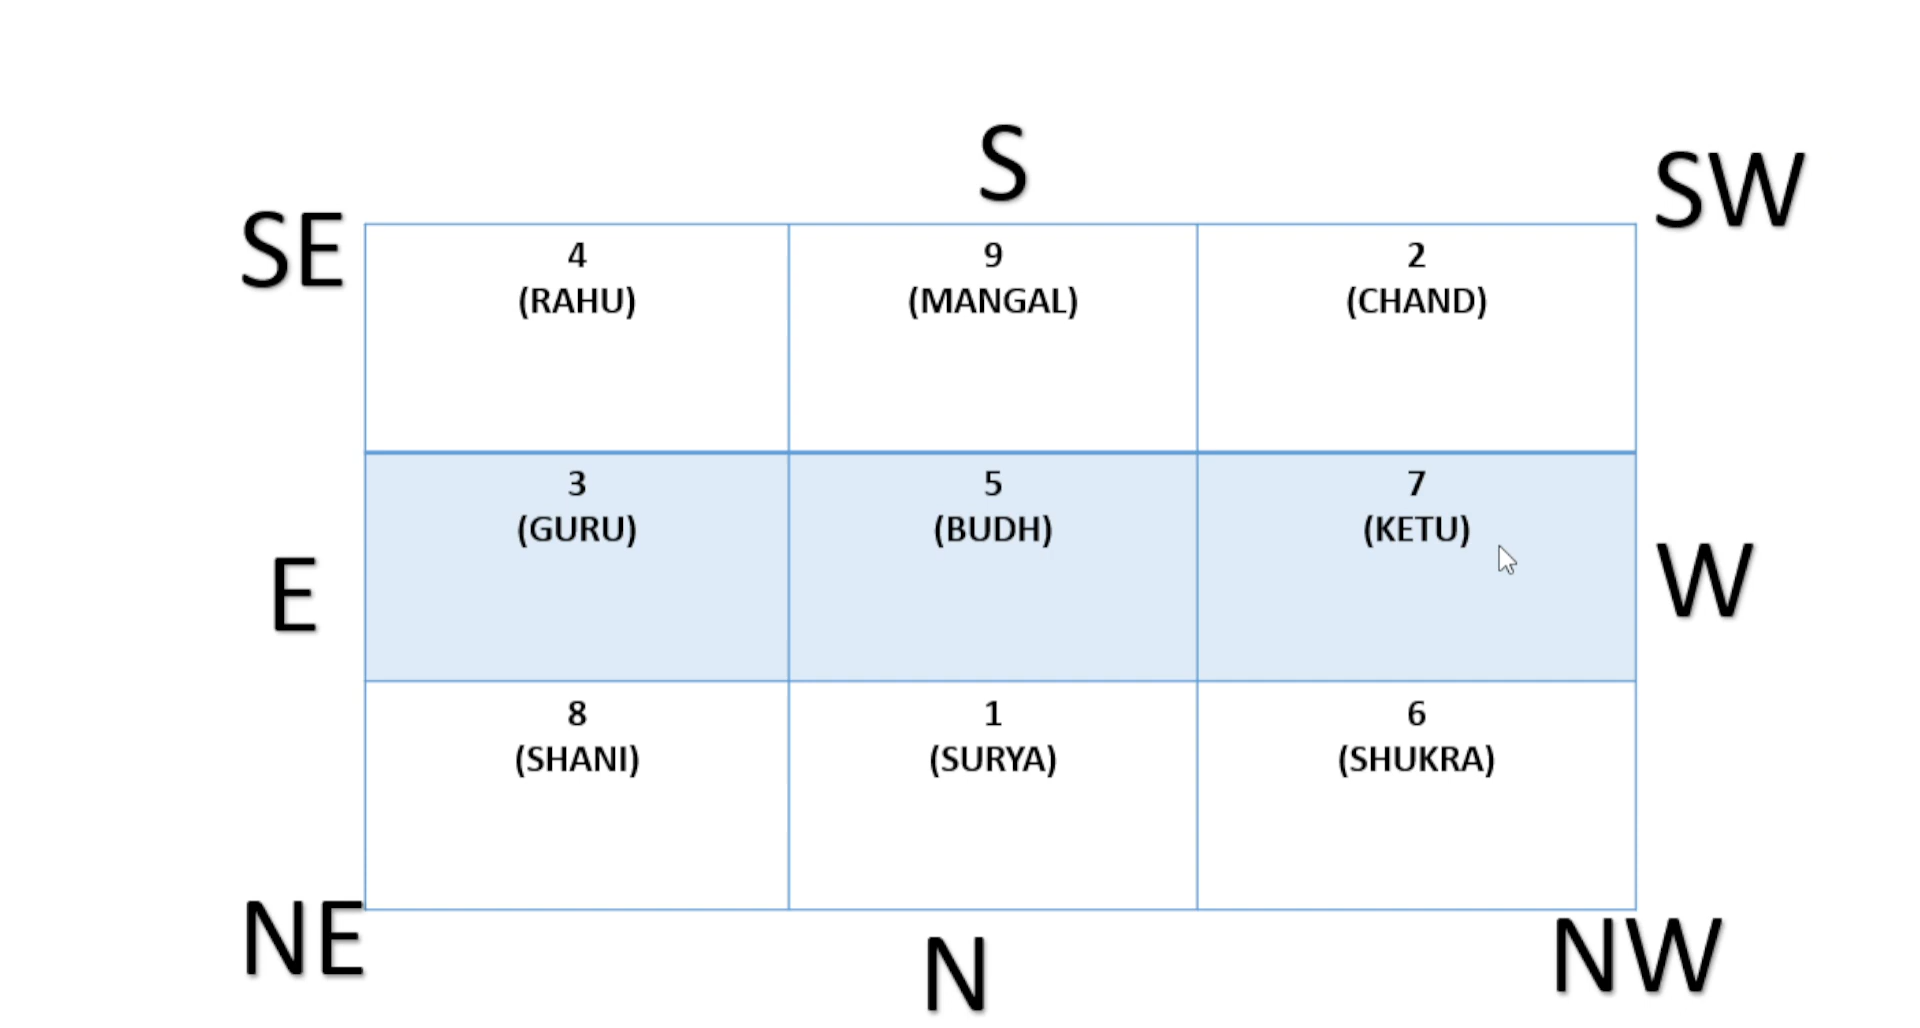 S
SW
SE
4
(RAHU)
9
(MANGAL)
2
(CHAND)
E
3
(GURU)
5
(BUDH)
7
(KETU)
W
8
(SHANI)
1
(SURYA)
6
(SHUKRA)
NE
N
NW